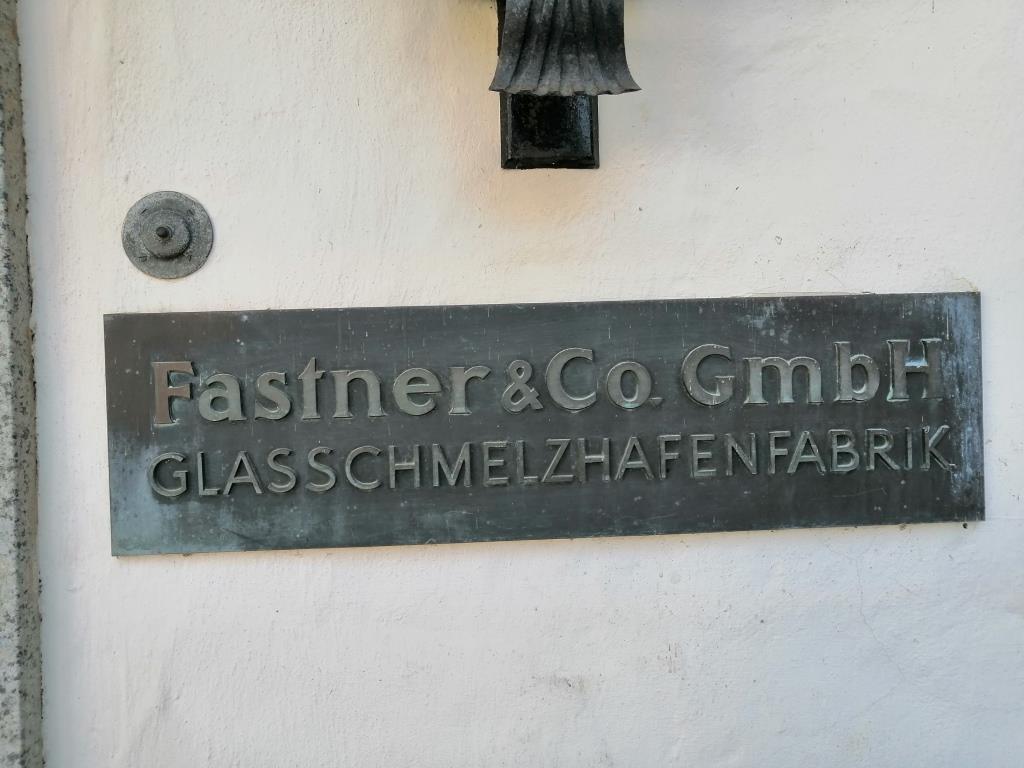 Fastner & Co. GmbH
GLASSCHMELZHAFENFABRIK